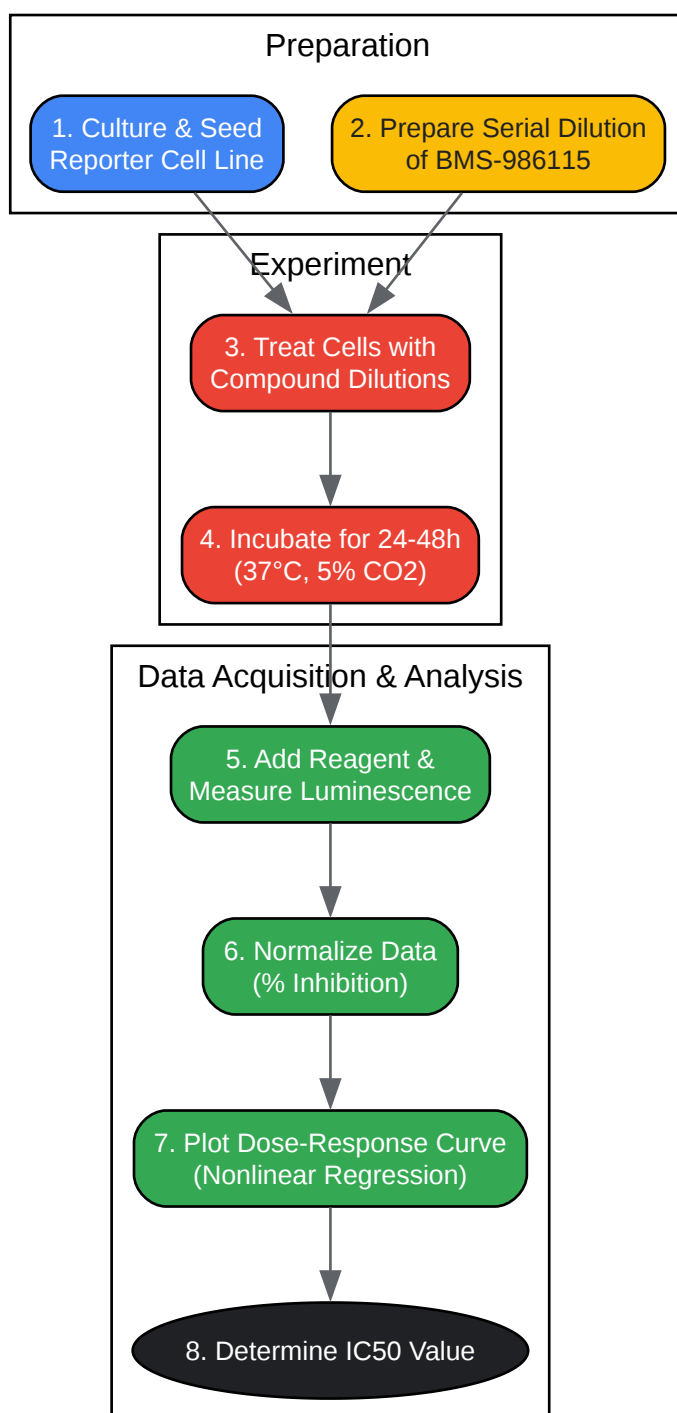 Preparation
1. Culture & Seed
Reporter Cell Line
2. Prepare Serial Dilution
of BMS-986115
Experiment
3. Treat Cells with
Compound Dilutions
4. Incubate for 24-48h
(37°C, 5% CO2)
Data Acquisition & Analysis
5. Add Reagent &
Measure Luminescence
6. Normalize Data
(% Inhibition)
7. Plot Dose-Response Curve
(Nonlinear Regression)
8. Determine IC50 Value